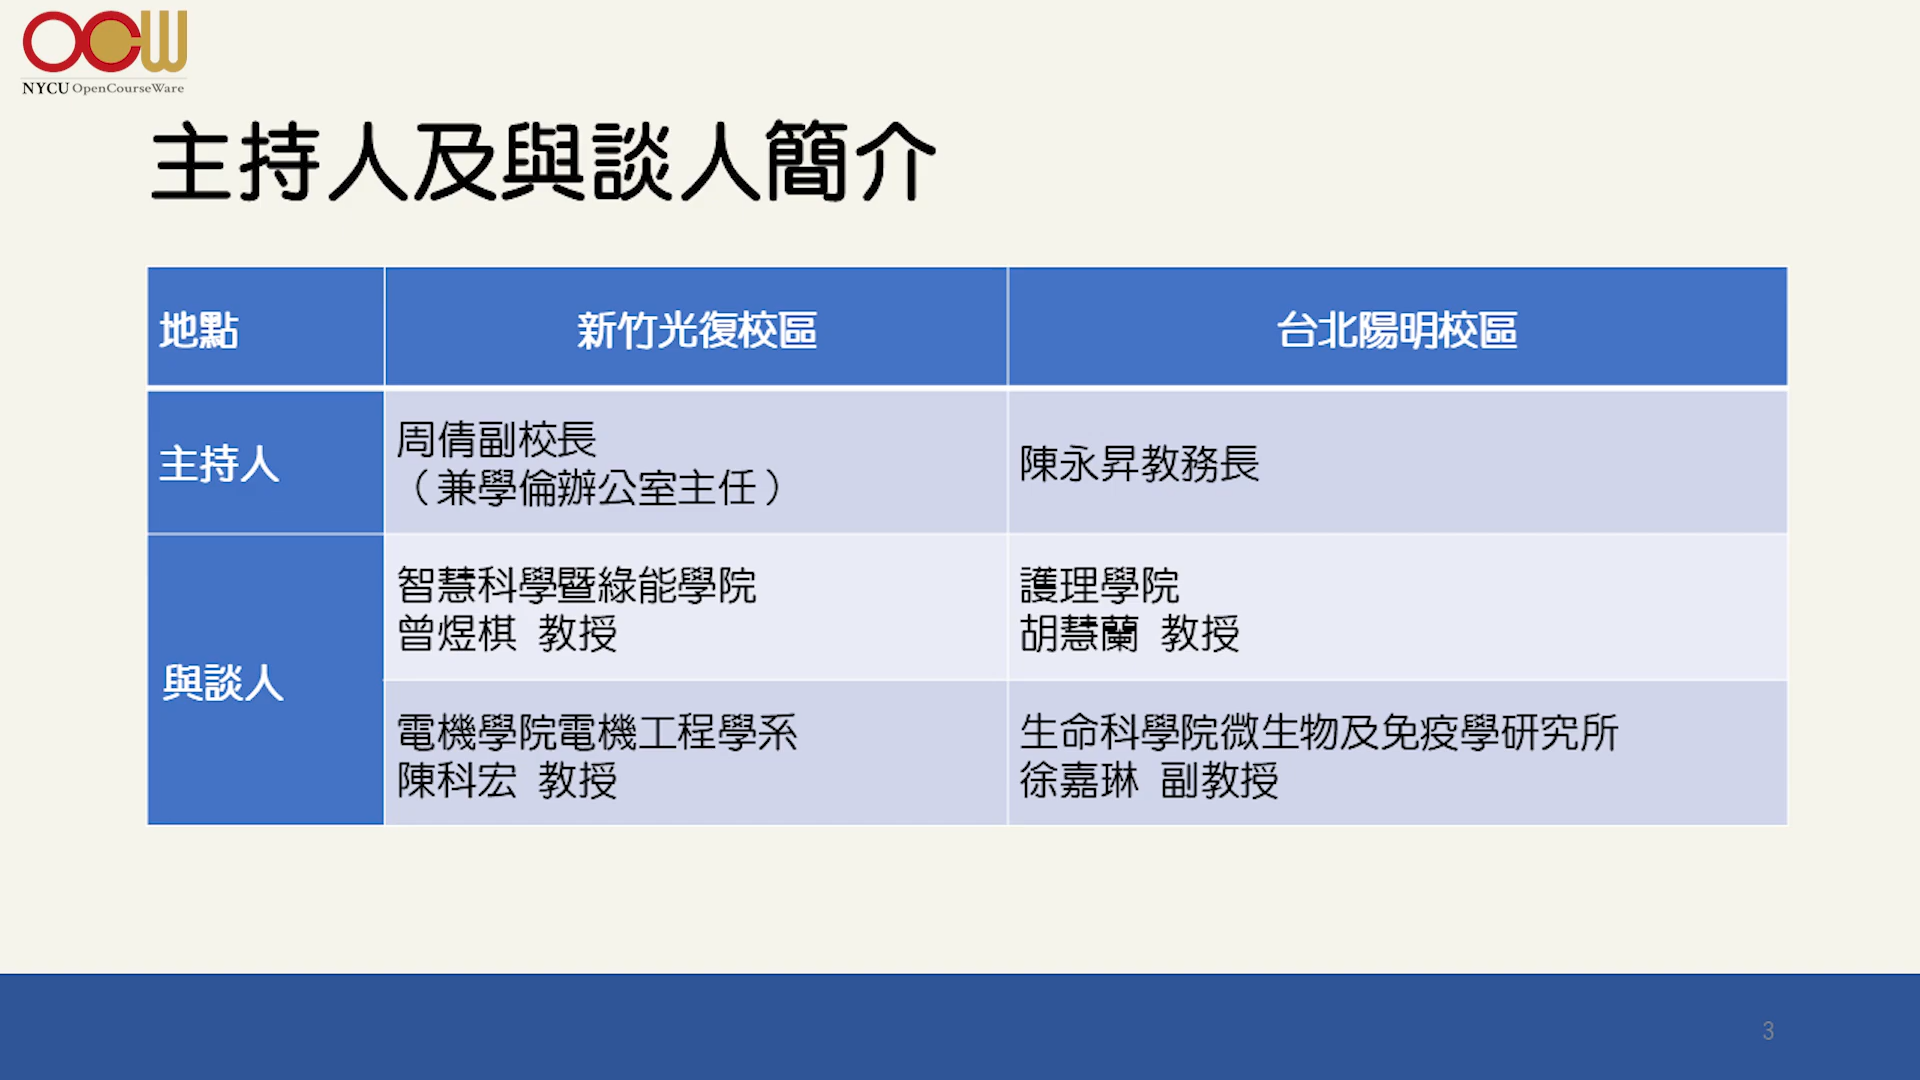 OCW
NYCU OpenCourseWare
主持人及與談人簡介
地點
新竹光復校區
台北陽明校區
主持人
周倩副校長
（兼學倫辦公室主任）
陳永昇教務長
與談人
智慧科學暨綠能學院
曾煜棋 教授
護理學院
胡慧蘭 教授
電機學院電機工程學系
陳科宏 教授
生命科學院微生物及免疫學研究所
徐嘉琳 副教授
3